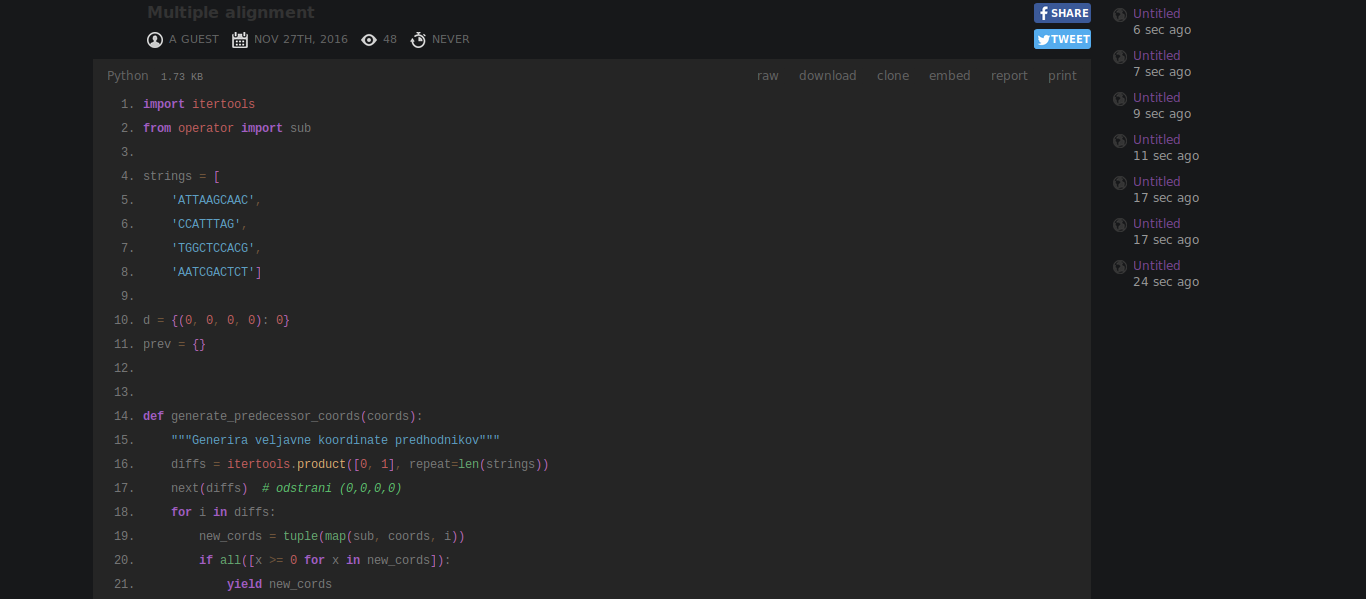 Multiple alignment
A GUEST NOV 27TH, 2016 48 NEVER
SHARE
TWEET
Python 1.73 KB raw download clone embed report print
1. import itertools
2. from operator import sub
3.
4. strings = [
5.     'ATTAAGCAAC',
6.     'CCATTTAG',
7.     'TGGCTCCACG',
8.     'AATCGACTCT']
9.
10. d = {(0, 0, 0, 0): 0}
11. prev = {}
12.
13.
14. def generate_predecessor_coords(coords):
15.     """Generira veljavne koordinate predhodnikov"""
16.     diffs = itertools.product([0, 1], repeat=len(strings))
17.     next(diffs)  # odstrani (0,0,0,0)
18.     for i in diffs:
19.         new_cords = tuple(map(sub, coords, i))
20.         if all([x >= 0 for x in new_cords]):
21.             yield new_cords
Untitled
6 sec ago
Untitled
7 sec ago
Untitled
9 sec ago
Untitled
11 sec ago
Untitled
17 sec ago
Untitled
17 sec ago
Untitled
24 sec ago